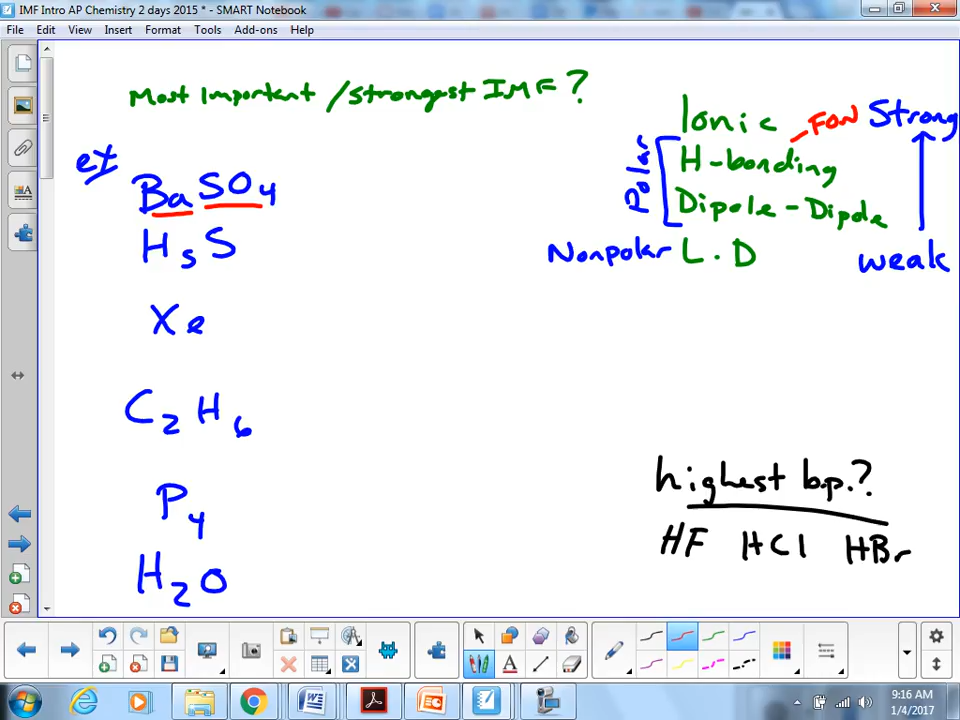 IMF Intro AP Chemistry 2 days 2015 * - SMART Notebook
File Edit View Insert Format Tools Add-ons Help
Most Important /strongest IMF?
Ionic FON Strong
ex
BaSO4
Polar
H-bonding
Dipole-Dipole
H5S
Nonpolar L.D weak
Xe
C2H6
highest b.p.?
P4
HF HCl HBr
H2O
9:16 AM
1/4/2017